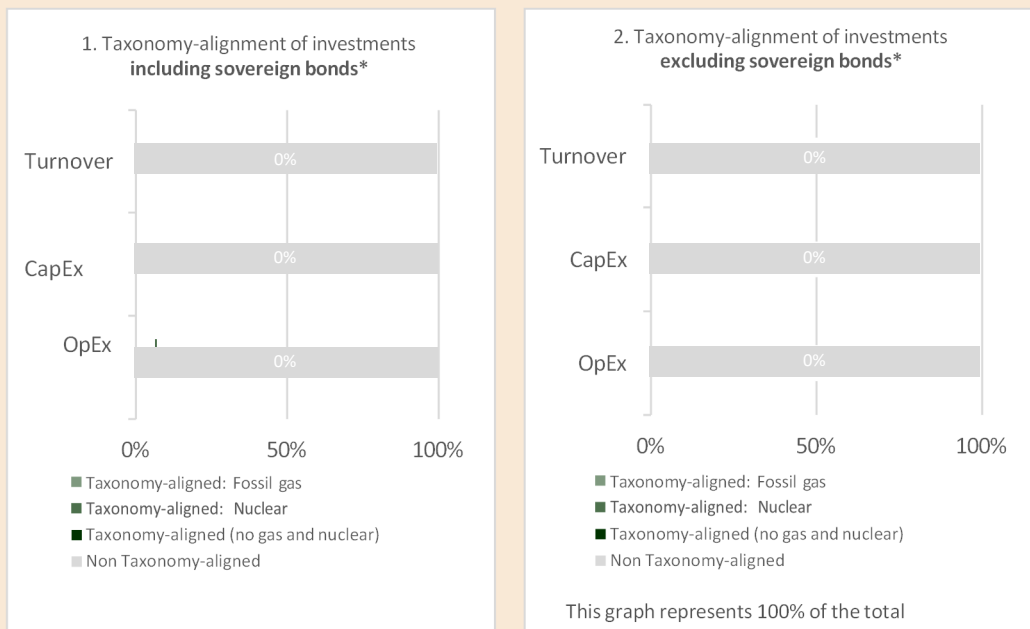 1. Taxonomy-alignment of investments
including sovereign bonds*
Turnover
0%
CapEx
0%
OpEx
0%
0%
50%
100%
Taxonomy-aligned: Fossil gas
Taxonomy-aligned: Nuclear
Taxonomy-aligned (no gas and nuclear)
Non Taxonomy-aligned
2. Taxonomy-alignment of investments
excluding sovereign bonds*
Turnover
0%
CapEx
0%
OpEx
0%
0%
50%
100%
Taxonomy-aligned: Fossil gas
Taxonomy-aligned: Nuclear
Taxonomy-aligned (no gas and nuclear)
Non Taxonomy-aligned
This graph represents 100% of the total